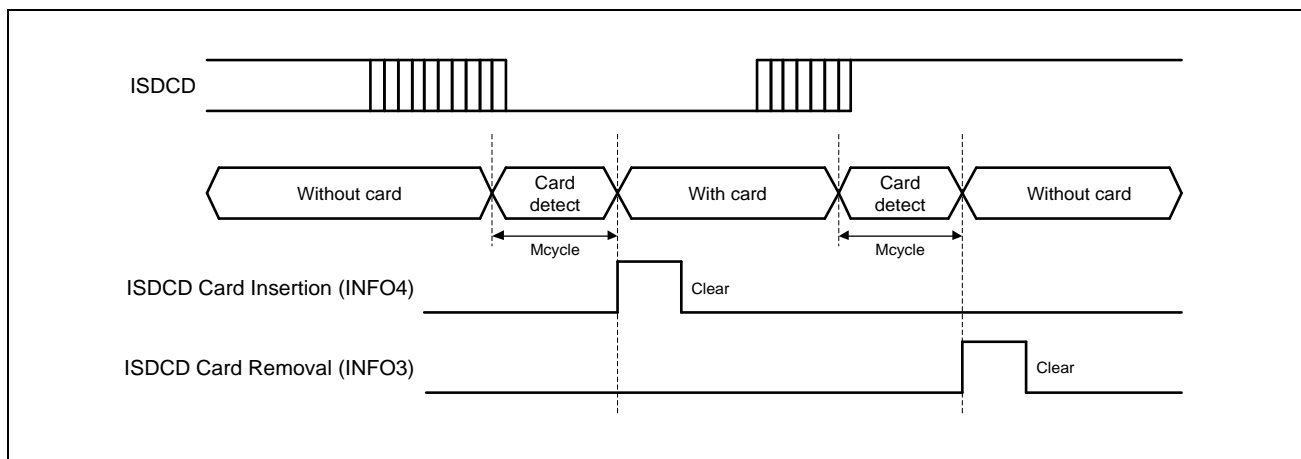 ISDCD
Without card
Card
detect
With card
Card
detect
Without card
Mcycle
Mcycle
ISDCD Card Insertion (INFO4)
Clear
ISDCD Card Removal (INFO3)
Clear